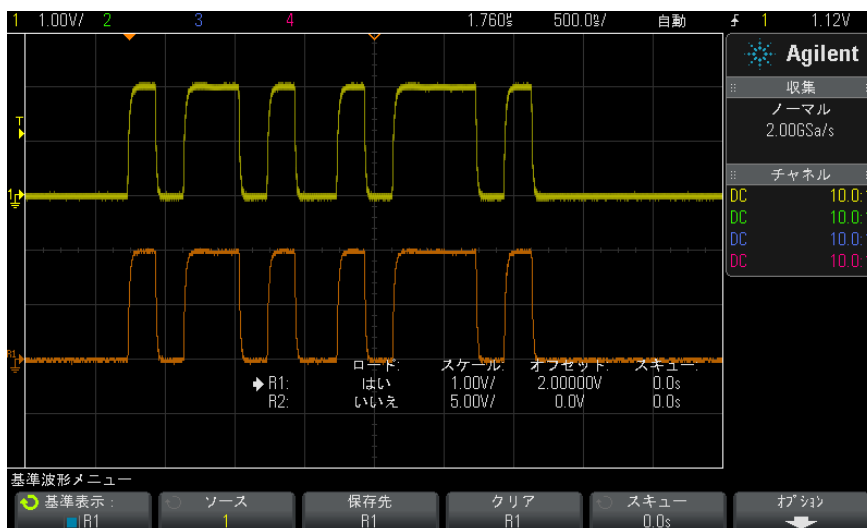 1 1.00V/ 2 3 4 1.760us 500.0ns/ 自動 1 1.12V
Agilent
収集
ノーマル
2.00GSa/s
チャネル
DC 10.0:
DC 10.0:
DC 10.0:
DC 10.0:
T
1
R1
ロード: スケール: オフセット: スキュー:
R1: はい 1.00V/ 2.00000V 0.0s
R2: いいえ 5.00V/ 0.0V 0.0s
基準波形メニュー
基準表示: ソース 保存先 クリア スキュー オプション
R1 1 R1 R1 0.0s